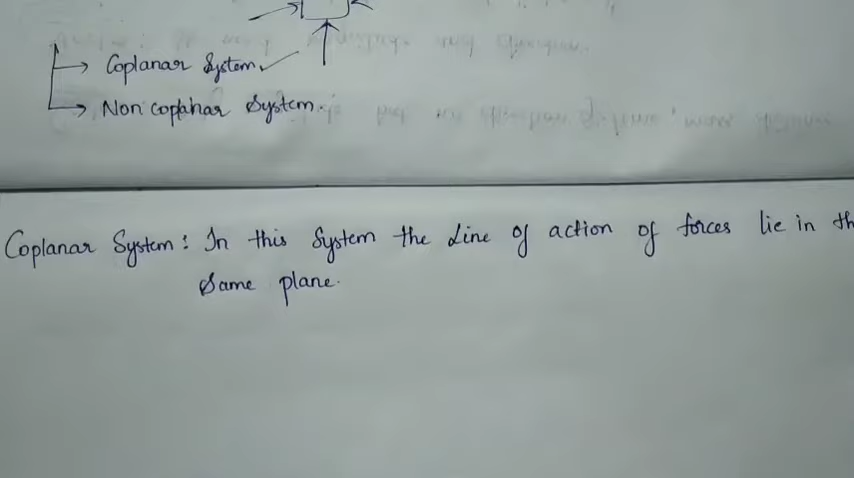 Coplanar System
Non coplanar System.
Coplanar System: In this System the Line of action of forces lie in th
Same plane.